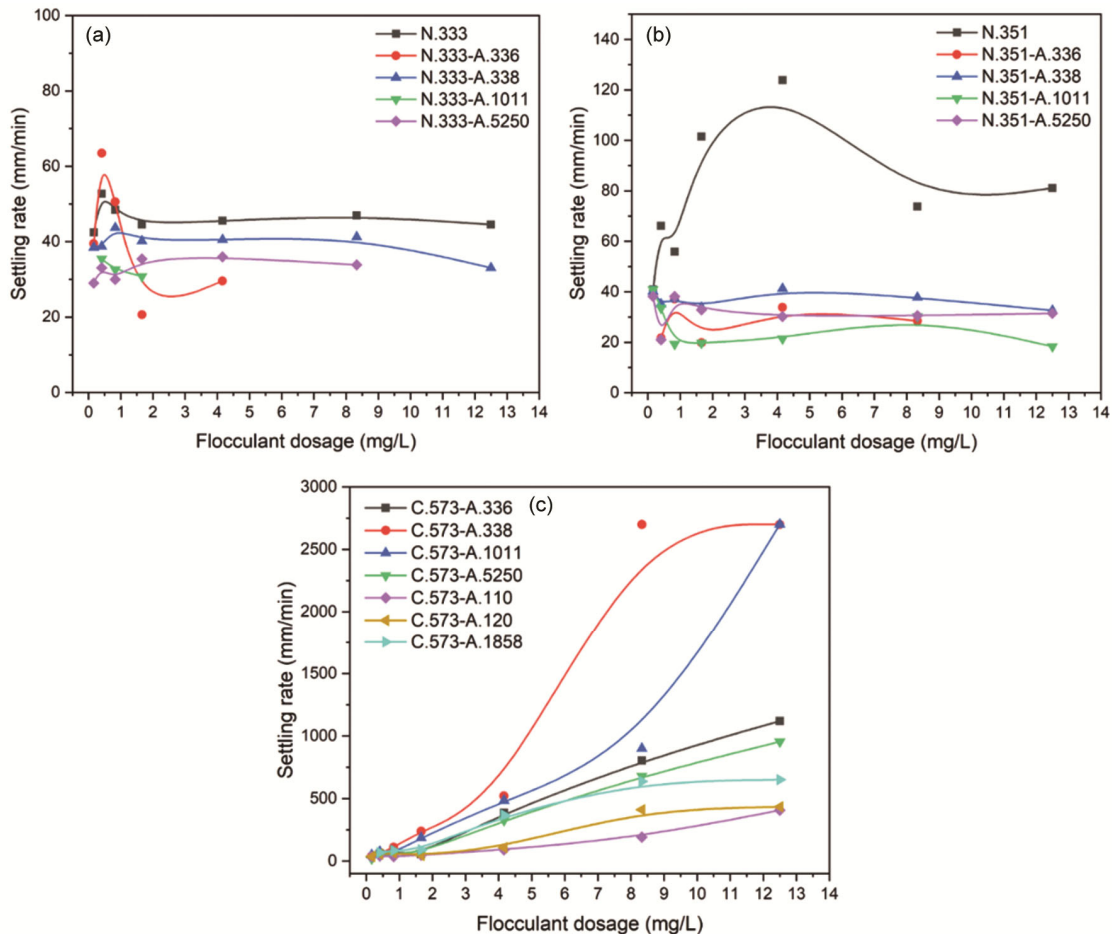 (a)
N.333
N.333-A.336
N.333-A.338
N.333-A.1011
N.333-A.5250
100
80
60
40
20
0
Settling rate (mm/min)
0 1 2 3 4 5 6 7 8 9 10 11 12 13 14
Flocculant dosage (mg/L)
(b)
N.351
N.351-A.336
N.351-A.338
N.351-A.1011
N.351-A.5250
140
120
100
80
60
40
20
0
Settling rate (mm/min)
0 1 2 3 4 5 6 7 8 9 10 11 12 13 14
Flocculant dosage (mg/L)
(c)
C.573-A.336
C.573-A.338
C.573-A.1011
C.573-A.5250
C.573-A.110
C.573-A.120
C.573-A.1858
3000
2500
2000
1500
1000
500
0
Settling rate (mm/min)
0 1 2 3 4 5 6 7 8 9 10 11 12 13 14
Flocculant dosage (mg/L)